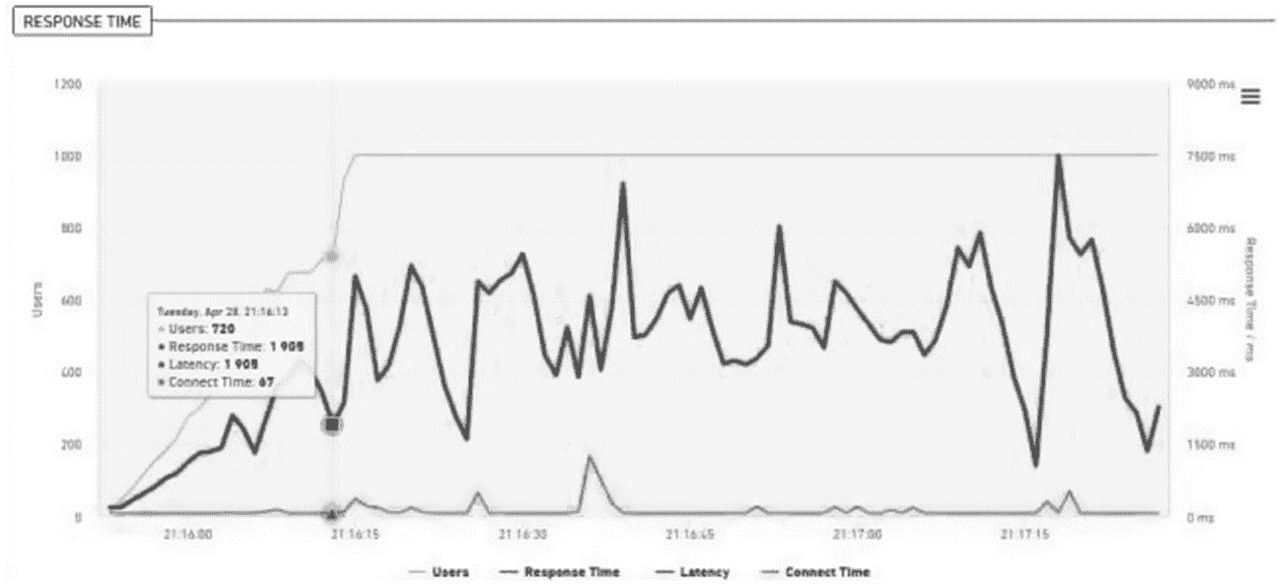 RESPONSE TIME
1200
1000
800
600
400
200
0
Users
9000 ms
7500 ms
6000 ms
4500 ms
3000 ms
1500 ms
0 ms
Response Time / ms
Tuesday, Apr 28, 21:16:13
Users: 720
Response Time: 1 905
Latency: 1 905
Connect Time: 67
21:16:00 21:16:15 21:16:30 21:16:45 21:17:00 21:17:15
Users Response Time Latency Connect Time